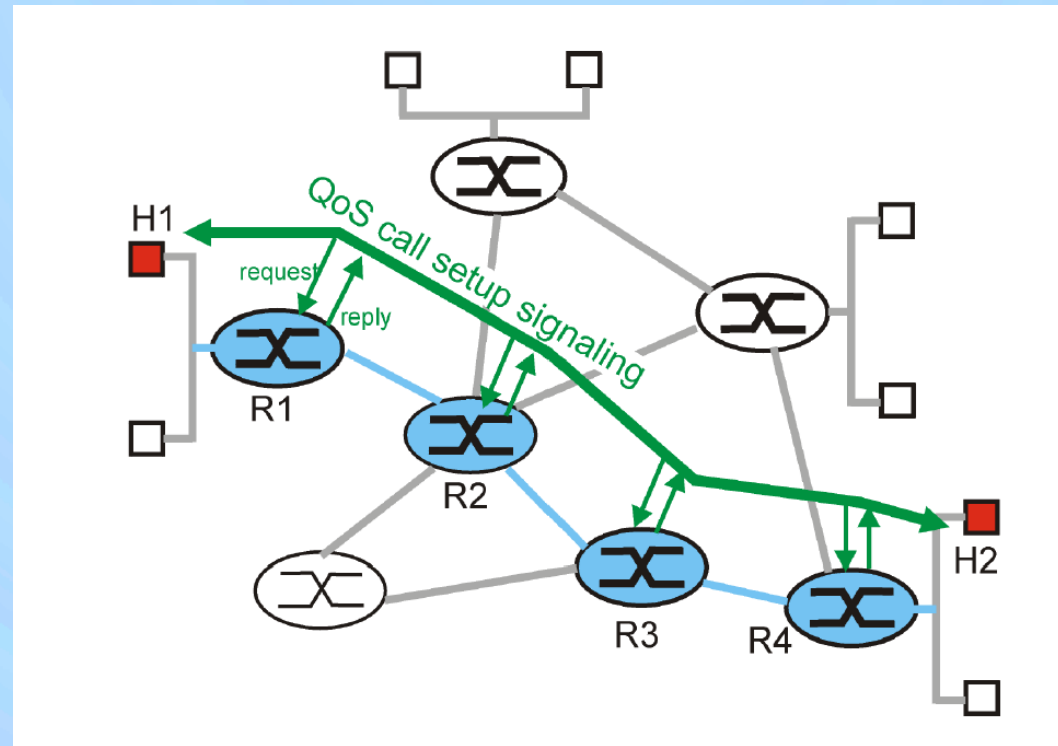 H1
QoS call setup signaling
request
reply
R1
R2
R3
R4
H2